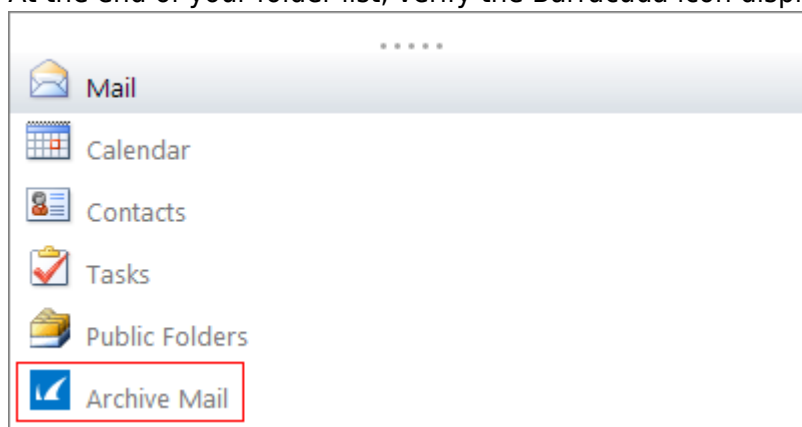 At the end of your folder list, verify the Barracuda icon disp
Mail
Calendar
Contacts
Tasks
Public Folders
Archive Mail